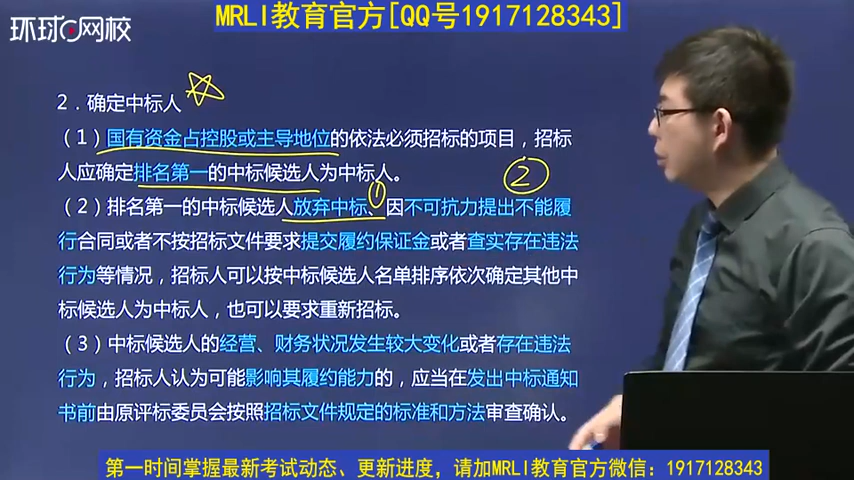 MRLI教育官方[QQ号1917128343]
环球网校
2．确定中标人
（1）国有资金占控股或主导地位的依法必须招标的项目，招标
人应确定排名第一的中标候选人为中标人。
②
①
（2）排名第一的中标候选人放弃中标、因不可抗力提出不能履
行合同或者不按招标文件要求提交履约保证金或者查实存在违法
行为等情况，招标人可以按中标候选人名单排序依次确定其他中
标候选人为中标人，也可以要求重新招标。
（3）中标候选人的经营、财务状况发生较大变化或者存在违法
行为，招标人认为可能影响其履约能力的，应当在发出中标通知
书前由原评标委员会按照招标文件规定的标准和方法审查确认。
第一时间掌握最新考试动态、更新进度，请加MRLI教育官方微信：1917128343